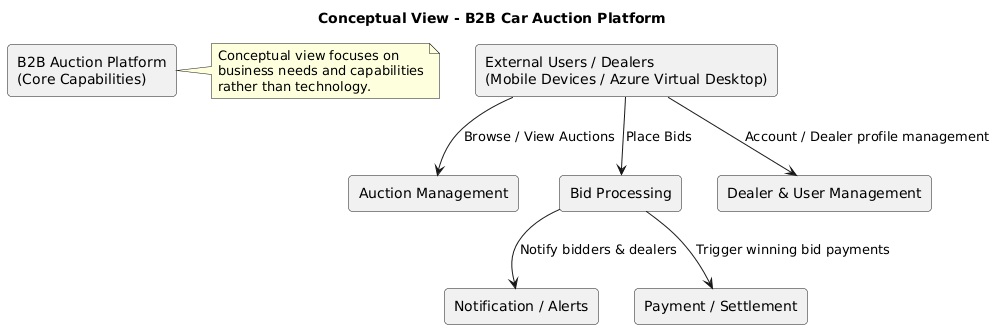 Conceptual View - B2B Car Auction Platform
B2B Auction Platform
(Core Capabilities)
Conceptual view focuses on
business needs and capabilities
rather than technology.
External Users / Dealers
(Mobile Devices / Azure Virtual Desktop)
Browse / View Auctions
Place Bids
Account / Dealer profile management
Auction Management
Bid Processing
Dealer & User Management
Notify bidders & dealers
Trigger winning bid payments
Notification / Alerts
Payment / Settlement